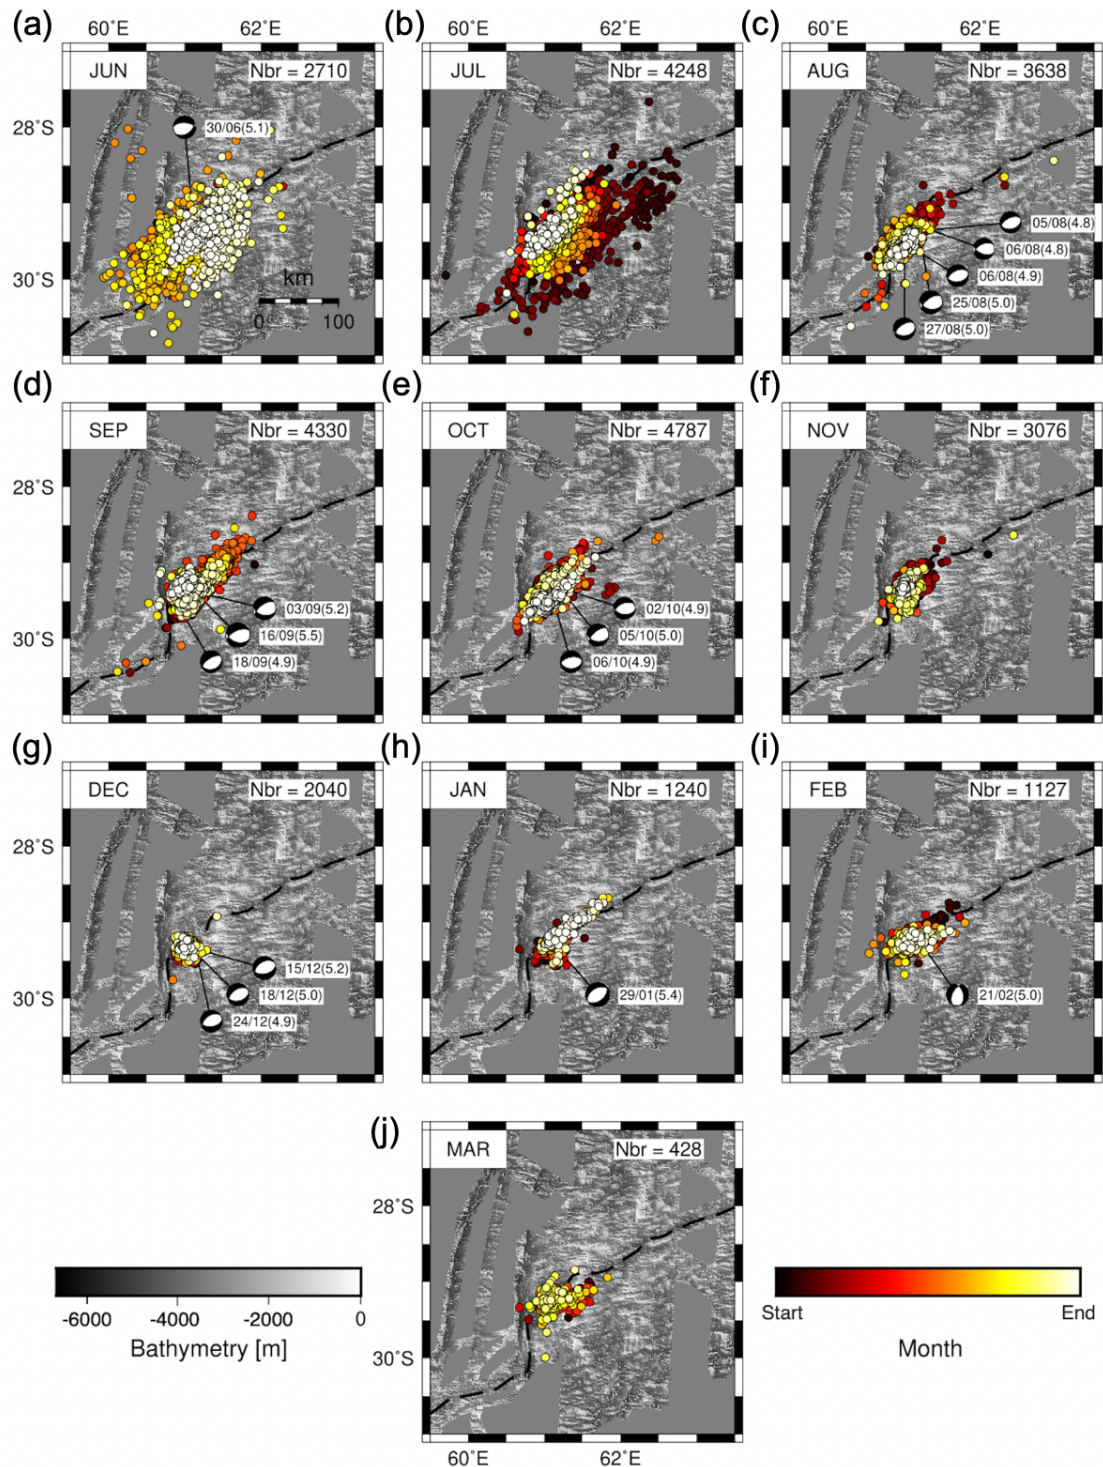 (a) (b) (c)
60°E 62°E 62°E 60°E 62°E
JUN Nbr = 2710 JUL Nbr = 4248 AUG Nbr = 3638
30/06(5.1)
28°S
05/08(4.8)
06/08(4.8)
30°S
km
06/08(4.9)
25/08(5.0)
0 100
27/08(5.0)
(d) (e) (f)
SEP Nbr = 4330 OCT Nbr = 4787 NOV Nbr = 3076
28°S
03/09(5.2) 02/10(4.9)
16/09(5.5) 05/10(5.0)
30°S
18/09(4.9) 06/10(4.9)
(g) (h) (i)
DEC Nbr = 2040 JAN Nbr = 1240 FEB Nbr = 1127
28°S
15/12(5.2)
18/12(5.0) 29/01(5.4) 21/02(5.0)
30°S
24/12(4.9)
(j)
MAR Nbr = 428
28°S
-6000 -4000 -2000 0
Bathymetry [m]
Start End
Month
30°S
60°E 62°E